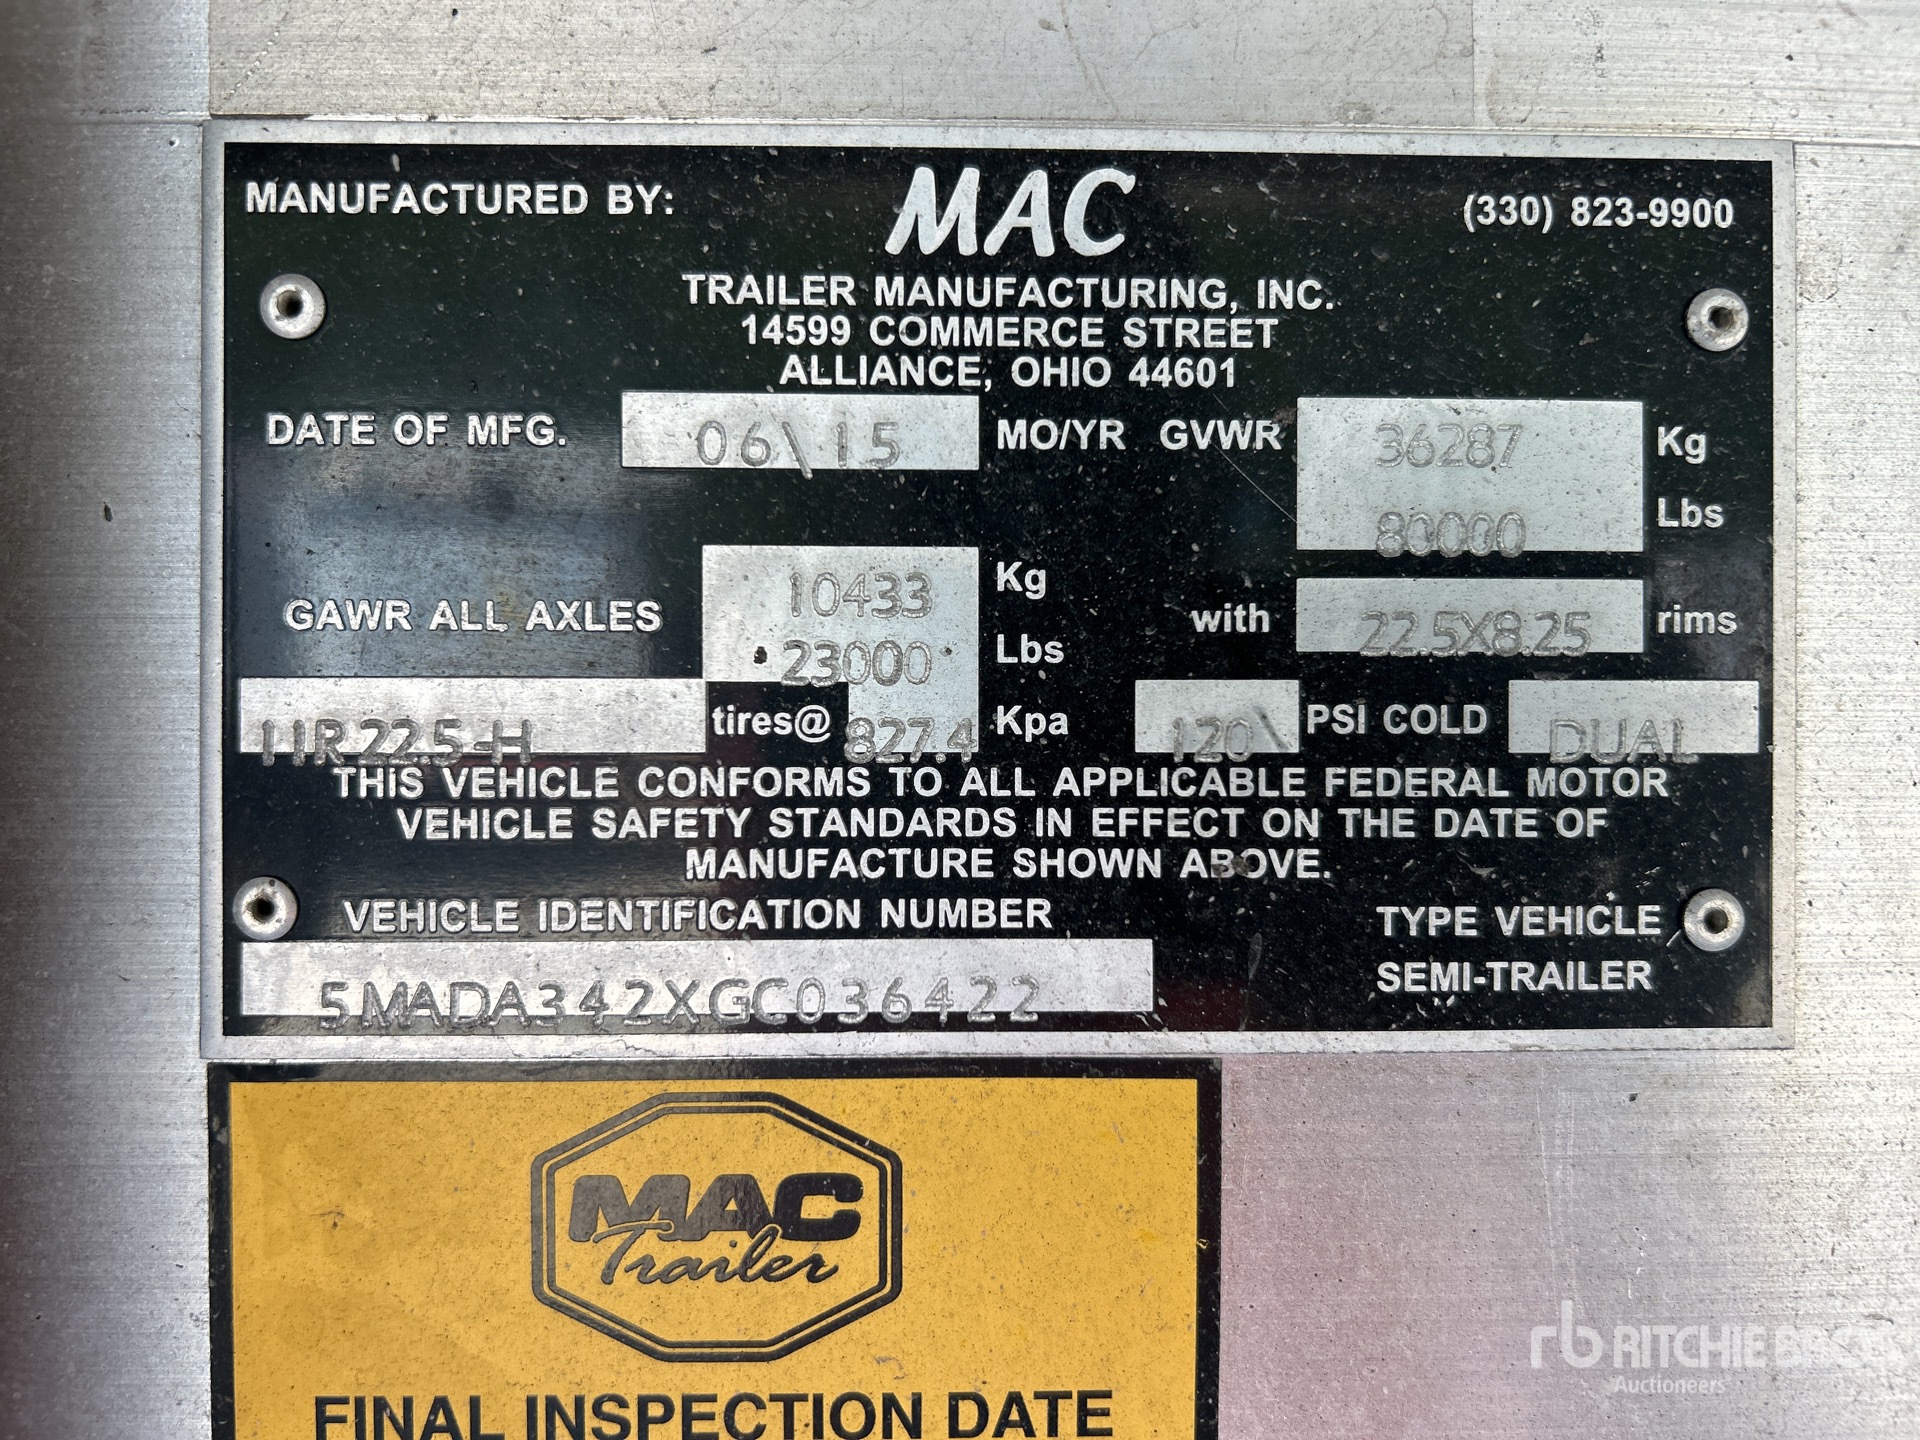 MANUFACTURED BY: MAC (330) 823-9900
TRAILER MANUFACTURING, INC.
14599 COMMERCE STREET
ALLIANCE, OHIO 44601
DATE OF MFG. 06\15 MO/YR GVWR 36287 Kg
80000 Lbs
GAWR ALL AXLES 10433 Kg
23000 Lbs
with 22.5X8.25 rims
11R22.5-H tires@ 827.4 Kpa 120 PSI COLD DUAL
THIS VEHICLE CONFORMS TO ALL APPLICABLE FEDERAL MOTOR
VEHICLE SAFETY STANDARDS IN EFFECT ON THE DATE OF
MANUFACTURE SHOWN ABOVE.
VEHICLE IDENTIFICATION NUMBER
5MADA342XGC036422
TYPE VEHICLE
SEMI-TRAILER
MAC
Trailer
FINAL INSPECTION DATE
rb RITCHIE BROS
Auctioneers